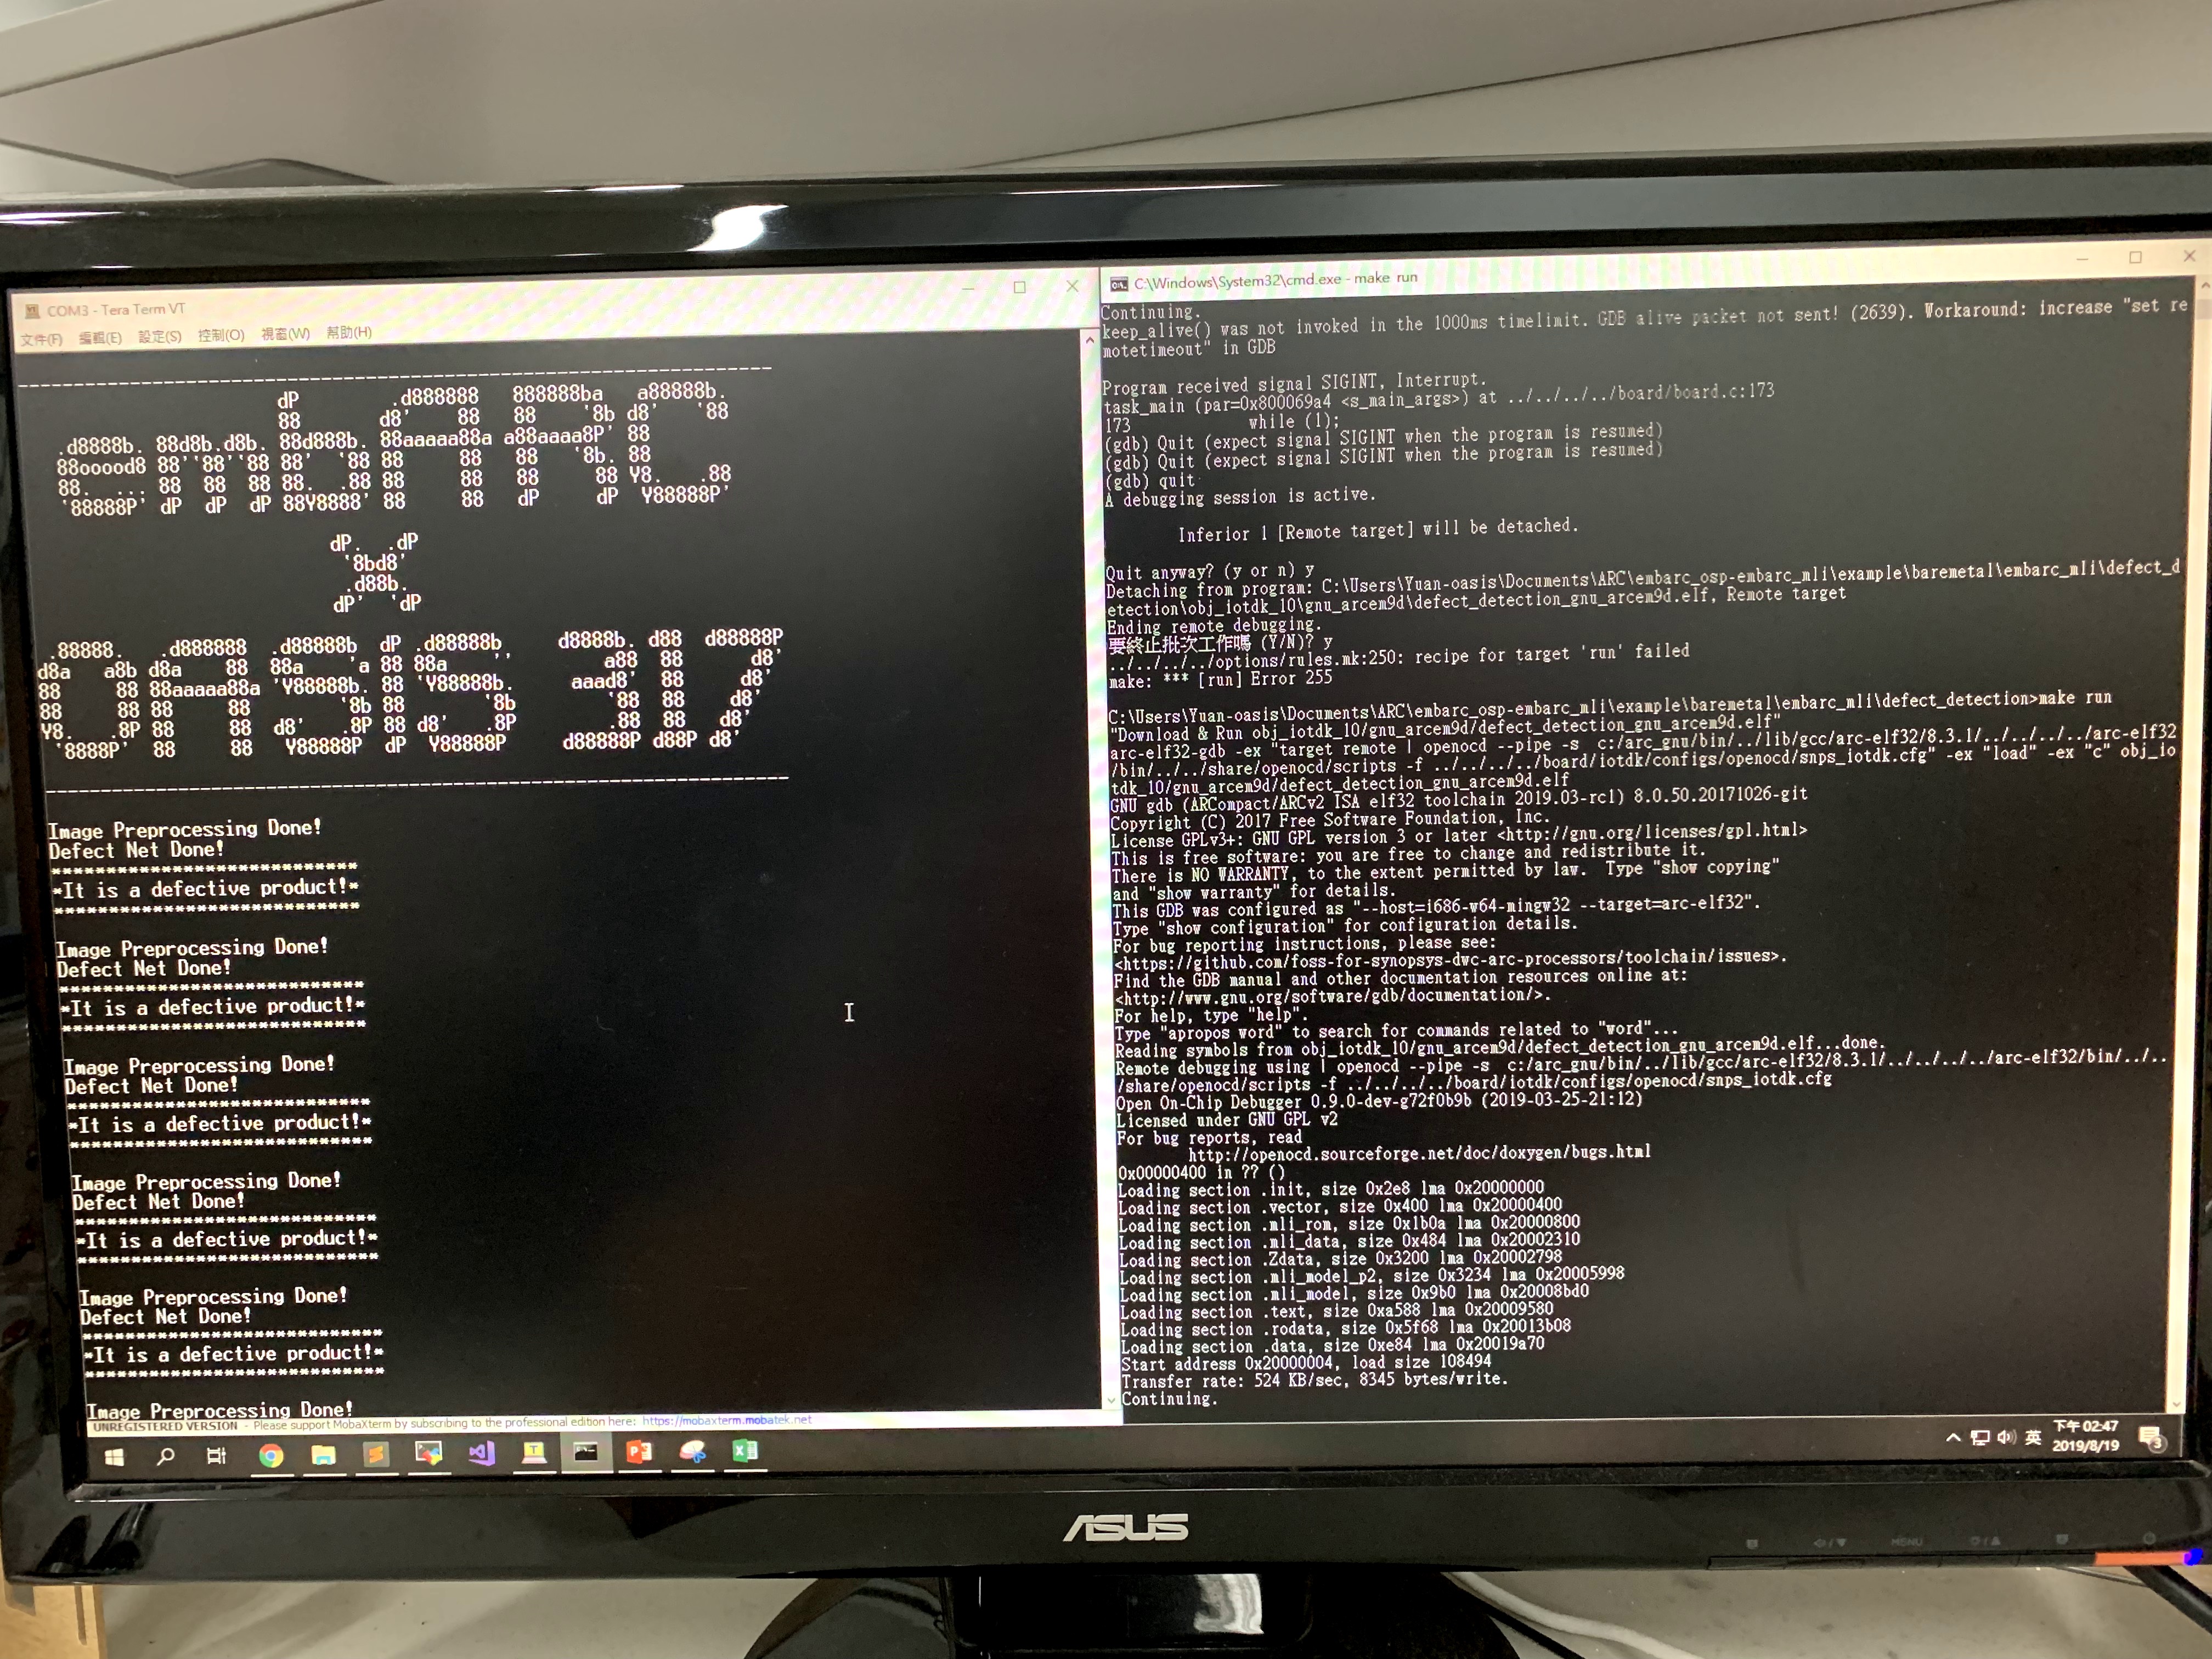 COM3 - Tera Term VT
文件(F) 編輯(E) 設定(S) 控制(O) 視窗(W) 幫助(H)
embARC
X
OASIS 317
Image Preprocessing Done!
Defect Net Done!
**************************
*It is a defective product!*
**************************
Image Preprocessing Done!
Defect Net Done!
**************************
*It is a defective product!*
**************************
Image Preprocessing Done!
Defect Net Done!
**************************
*It is a defective product!*
**************************
Image Preprocessing Done!
Defect Net Done!
**************************
*It is a defective product!*
**************************
Image Preprocessing Done!
Defect Net Done!
**************************
*It is a defective product!*
**************************
Image Preprocessing Done!
UNREGISTERED VERSION - Please support MobaXterm by subscribing to the professional edition here: https://mobaxterm.mobatek.net
C:\Windows\System32\cmd.exe - make run
Continuing.
keep_alive() was not invoked in the 1000ms timelimit. GDB alive packet not sent! (2639). Workaround: increase "set re
motetimeout" in GDB
Program received signal SIGINT, Interrupt.
task_main (par=0x800069a4 <s_main_args>) at ../../../../board/board.c:173
173 while (1);
(gdb) Quit (expect signal SIGINT when the program is resumed)
(gdb) Quit (expect signal SIGINT when the program is resumed)
(gdb) quit
A debugging session is active.
Inferior 1 [Remote target] will be detached.
Quit anyway? (y or n) y
Detaching from program: C:\Users\Yuan-oasis\Documents\ARC\embarc_osp-embarc_mli\example\baremetal\embarc_mli\defect_d
etection\obj_iotdk_10\gnu_arcem9d\defect_detection_gnu_arcem9d.elf, Remote target
Ending remote debugging.
要終止批次工作嗎 (Y/N)? y
../../../../options/rules.mk:250: recipe for target 'run' failed
make: *** [run] Error 255
C:\Users\Yuan-oasis\Documents\ARC\embarc_osp-embarc_mli\example\baremetal\embarc_mli\defect_detection>make run
"Download & Run obj_iotdk_10/gnu_arcem9d/defect_detection_gnu_arcem9d.elf"
arc-elf32-gdb -ex "target remote | openocd --pipe -s c:/arc_gnu/bin/../lib/gcc/arc-elf32/8.3.1/../../../../arc-elf32
/bin/../../share/openocd/scripts -f ../../../../board/iotdk/configs/openocd/snps_iotdk.cfg" -ex "load" -ex "c" obj_io
tdk_10/gnu_arcem9d/defect_detection_gnu_arcem9d.elf
GNU gdb (ARCompact/ARCv2 ISA elf32 toolchain 2019.03-rc1) 8.0.50.20171026-git
Copyright (C) 2017 Free Software Foundation, Inc.
License GPLv3+: GNU GPL version 3 or later <http://gnu.org/licenses/gpl.html>
This is free software: you are free to change and redistribute it.
There is NO WARRANTY, to the extent permitted by law. Type "show copying"
and "show warranty" for details.
This GDB was configured as "--host=i686-w64-mingw32 --target=arc-elf32".
Type "show configuration" for configuration details.
For bug reporting instructions, please see:
<https://github.com/foss-for-synopsys-dwc-arc-processors/toolchain/issues>.
Find the GDB manual and other documentation resources online at:
<http://www.gnu.org/software/gdb/documentation/>.
For help, type "help".
Type "apropos word" to search for commands related to "word"...
Reading symbols from obj_iotdk_10/gnu_arcem9d/defect_detection_gnu_arcem9d.elf...done.
Remote debugging using | openocd --pipe -s c:/arc_gnu/bin/../lib/gcc/arc-elf32/8.3.1/../../../../arc-elf32/bin/../..
/share/openocd/scripts -f ../../../../board/iotdk/configs/openocd/snps_iotdk.cfg
Open On-Chip Debugger 0.9.0-dev-g72f0b9b (2019-03-25-21:12)
Licensed under GNU GPL v2
For bug reports, read
http://openocd.sourceforge.net/doc/doxygen/bugs.html
0x00000400 in ?? ()
Loading section .init, size 0x2e8 lma 0x20000000
Loading section .vector, size 0x400 lma 0x20000400
Loading section .mli_rom, size 0x1b0a lma 0x20000800
Loading section .mli_data, size 0x484 lma 0x20002310
Loading section .Zdata, size 0x3200 lma 0x20002798
Loading section .mli_model_p2, size 0x3234 lma 0x20005998
Loading section .mli_model, size 0x9b0 lma 0x20008bd0
Loading section .text, size 0xa588 lma 0x20009580
Loading section .rodata, size 0x5f68 lma 0x20013b08
Loading section .data, size 0xe84 lma 0x20019a70
Start address 0x20000004, load size 108494
Transfer rate: 524 KB/sec, 8345 bytes/write.
Continuing.
英
下午 02:47
2019/8/19
3
ASUS
MENU